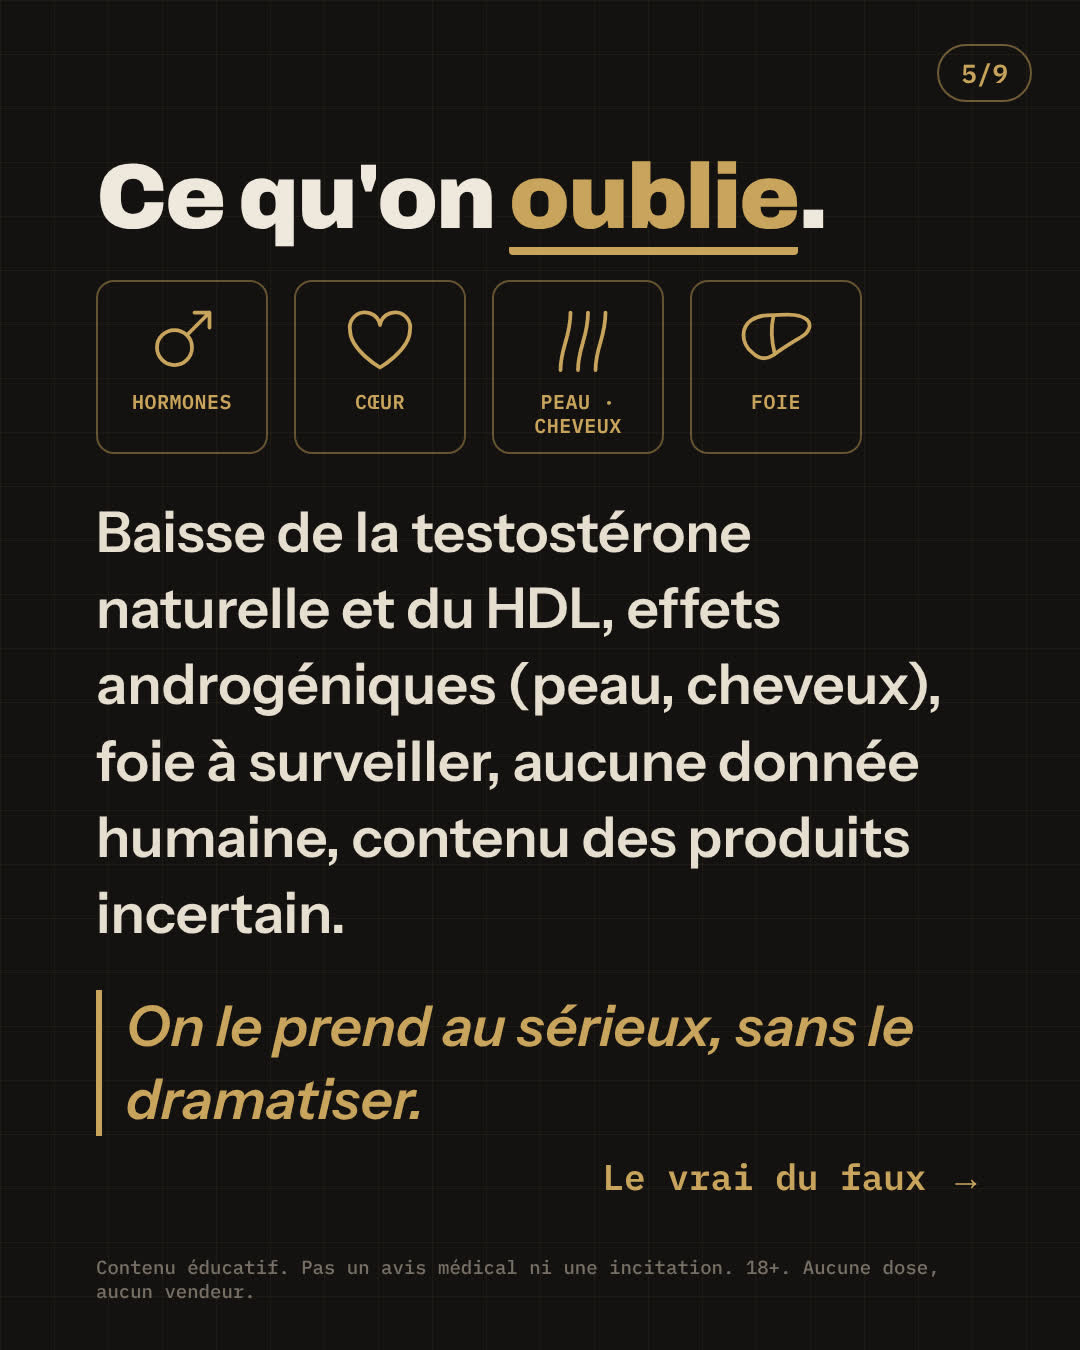 5/9
Ce qu'on oublie.
HORMONES
CŒUR
PEAU ·
CHEVEUX
FOIE
Baisse de la testostérone
naturelle et du HDL, effets
androgéniques (peau, cheveux),
foie à surveiller, aucune donnée
humaine, contenu des produits
incertain.
On le prend au sérieux, sans le
dramatiser.
Le vrai du faux →
Contenu éducatif. Pas un avis médical ni une incitation. 18+. Aucune dose,
aucun vendeur.